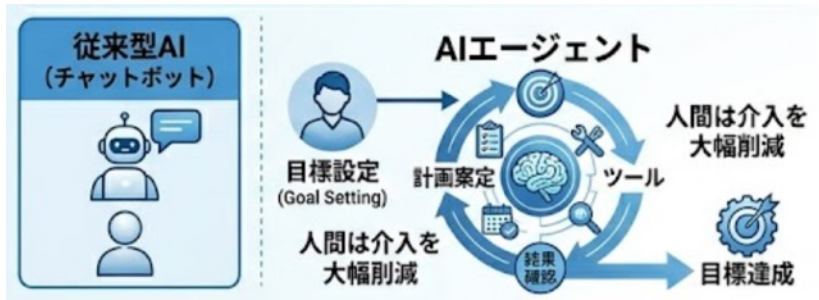 従来型AI
(チャットボット)
AIエージェント
目標設定
(Goal Setting)
計画案定
ツール
結果
確認
人間は介入を
大幅削減
人間は介入を
大幅削減
目標達成